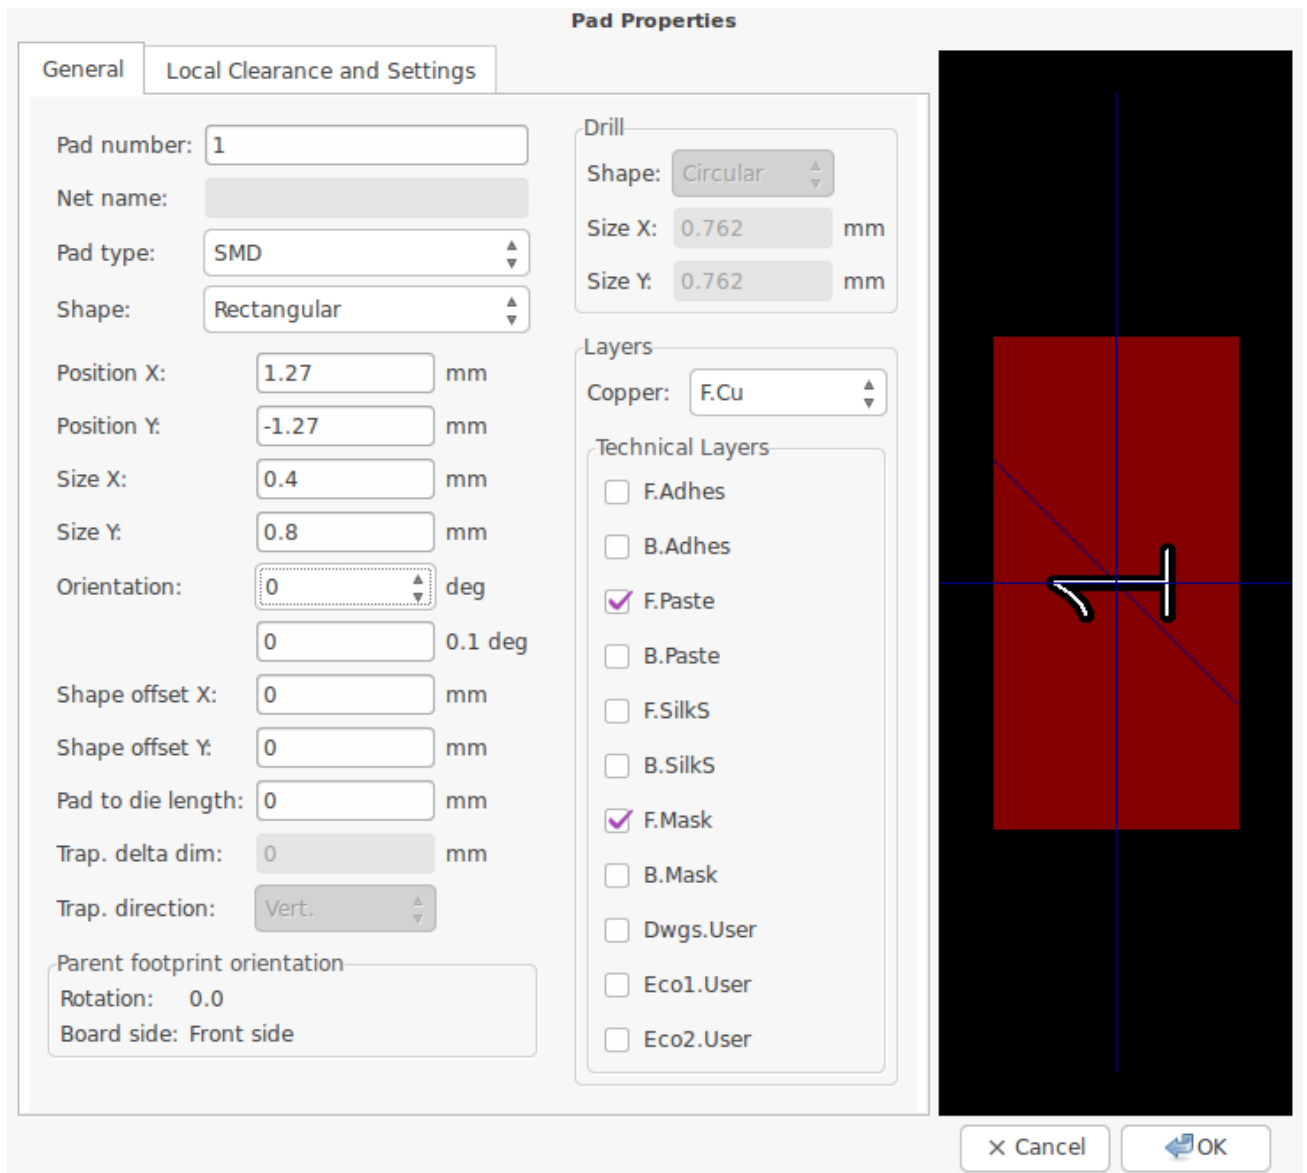 Pad Properties
General
Local Clearance and Settings
Pad number: 1
Net name:
Pad type: SMD
Shape: Rectangular
Position X: 1.27 mm
Position Y: -1.27 mm
Size X: 0.4 mm
Size Y: 0.8 mm
Orientation: 0 deg
0 0.1 deg
Shape offset X: 0 mm
Shape offset Y: 0 mm
Pad to die length: 0 mm
Trap. delta dim: 0 mm
Trap. direction: Vert.
Parent footprint orientation
Rotation: 0.0
Board side: Front side
Drill
Shape: Circular
Size X: 0.762 mm
Size Y: 0.762 mm
Layers
Copper: F.Cu
Technical Layers
F.Adhes
B.Adhes
F.Paste
B.Paste
F.SilkS
B.SilkS
F.Mask
B.Mask
Dwgs.User
Eco1.User
Eco2.User
1
Cancel
OK